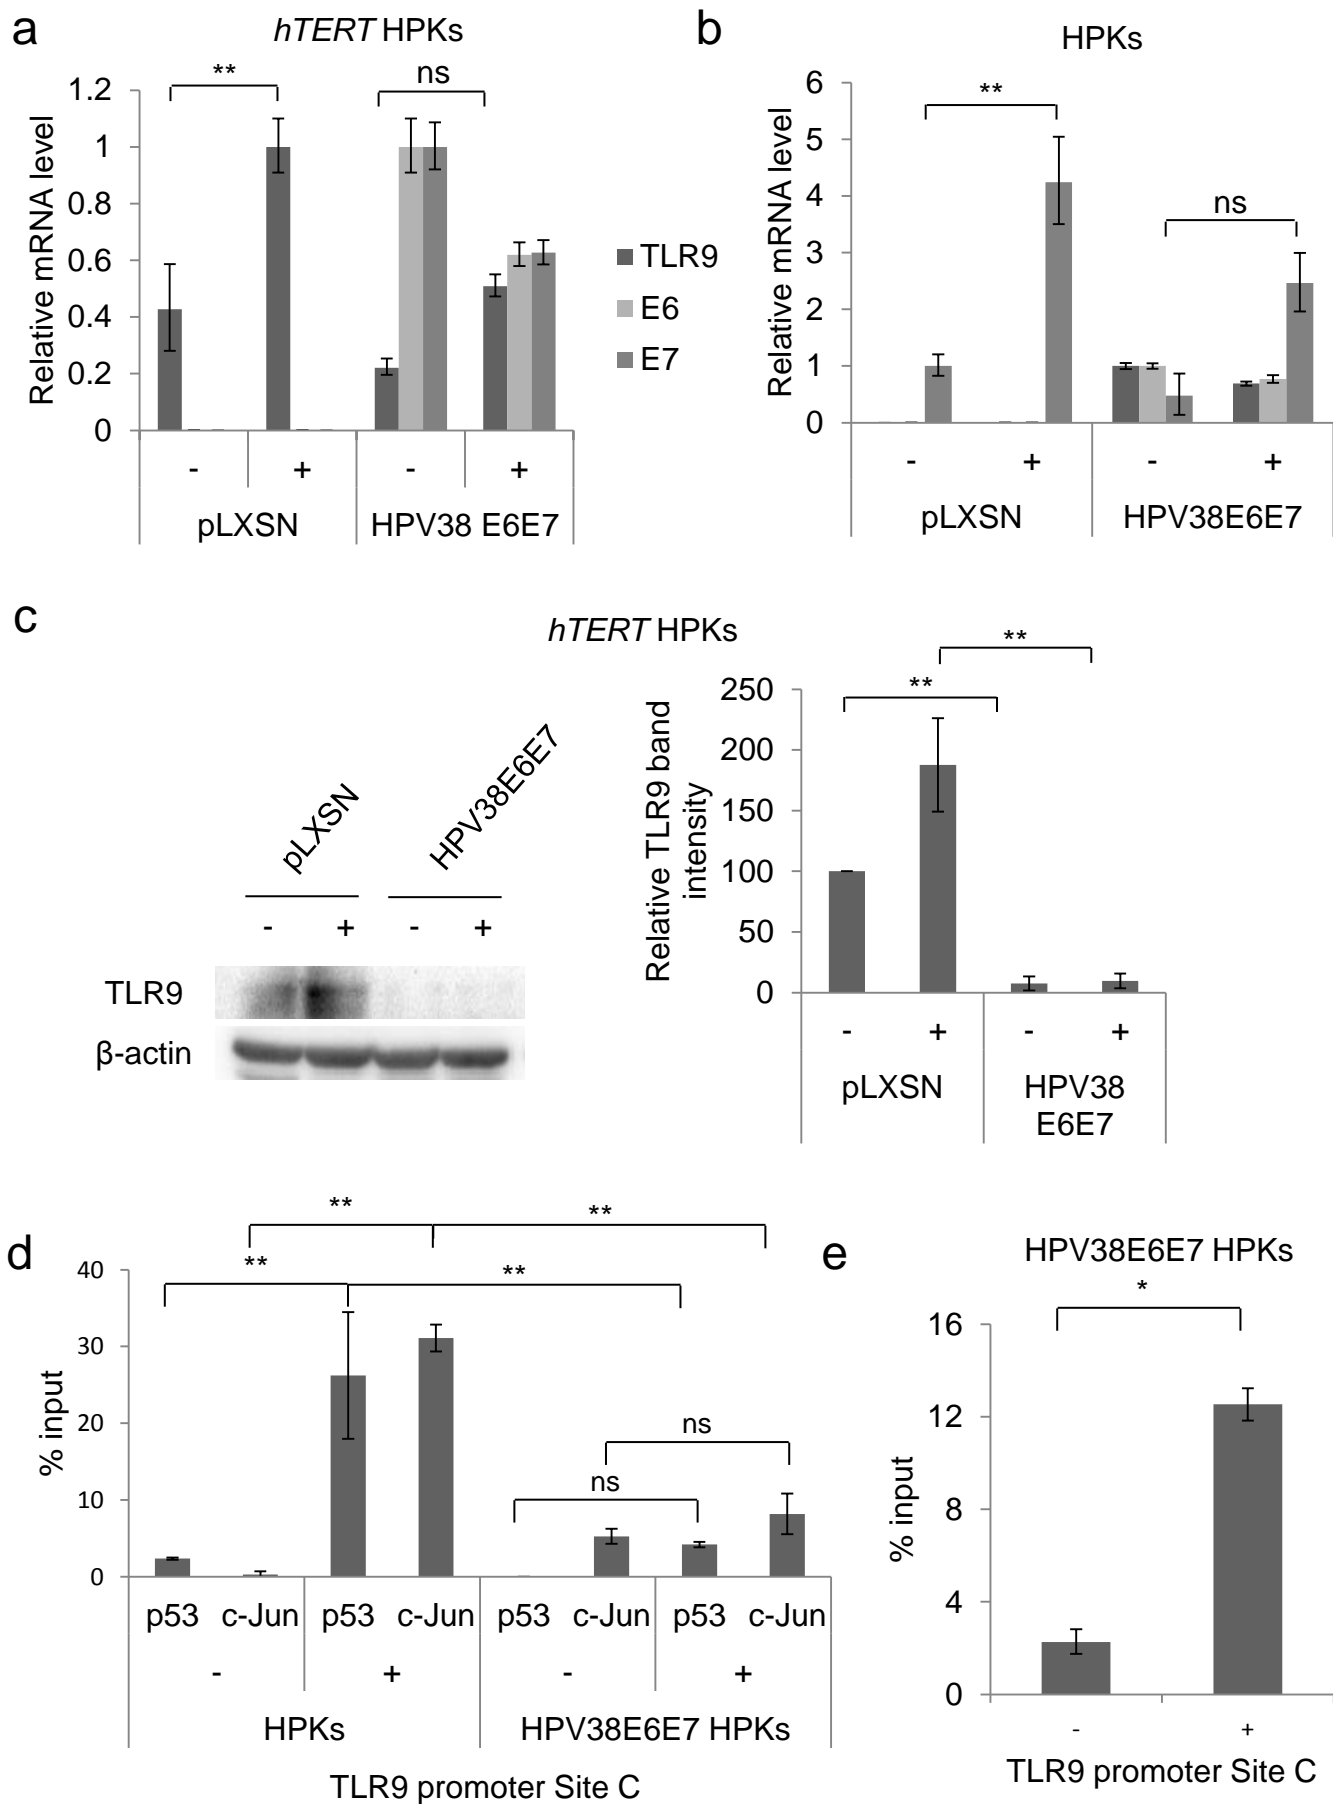 a
hTERT HPKs
Relative mRNA level
1.2
1
0.8
0.6
0.4
0.2
0
**
ns
- + - +
pLXSN HPV38 E6E7
TLR9
E6
E7
b
HPKs
Relative mRNA level
6
5
4
3
2
1
0
**
ns
- + - +
pLXSN HPV38E6E7
c
hTERT HPKs
pLXSN
HPV38E6E7
- + - +
TLR9
β-actin
**
**
Relative TLR9 band
intensity
250
200
150
100
50
0
- + - +
pLXSN HPV38
E6E7
d
** **
** **
% input
40
30
20
10
0
ns
ns
p53 c-Jun p53 c-Jun p53 c-Jun p53 c-Jun
- + - +
HPKs HPV38E6E7 HPKs
TLR9 promoter Site C
e
HPV38E6E7 HPKs
*
% input
16
12
8
4
0
- +
TLR9 promoter Site C